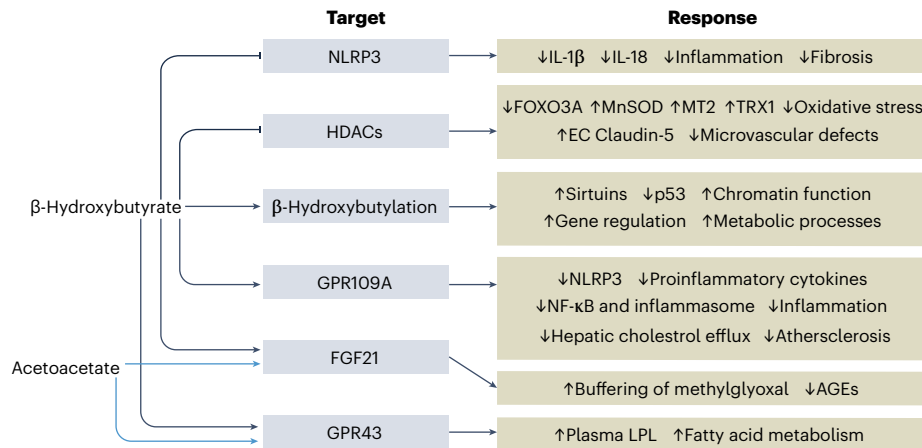 Target
Response
NLRP3
↓IL-1β ↓IL-18 ↓Inflammation ↓Fibrosis
HDACs
↓FOXO3A ↑MnSOD ↑MT2 ↑TRX1 ↓Oxidative stress
↑EC Claudin-5 ↓Microvascular defects
β-Hydroxybutyrate
β-Hydroxybutylation
↑Sirtuins ↓p53 ↑Chromatin function
↑Gene regulation ↑Metabolic processes
GPR109A
↓NLRP3 ↓Proinflammatory cytokines
↓NF-κB and inflammasome ↓Inflammation
↓Hepatic cholestrol efflux ↓Athersclerosis
Acetoacetate
FGF21
↑Buffering of methylglyoxal ↓AGEs
GPR43
↑Plasma LPL ↑Fatty acid metabolism